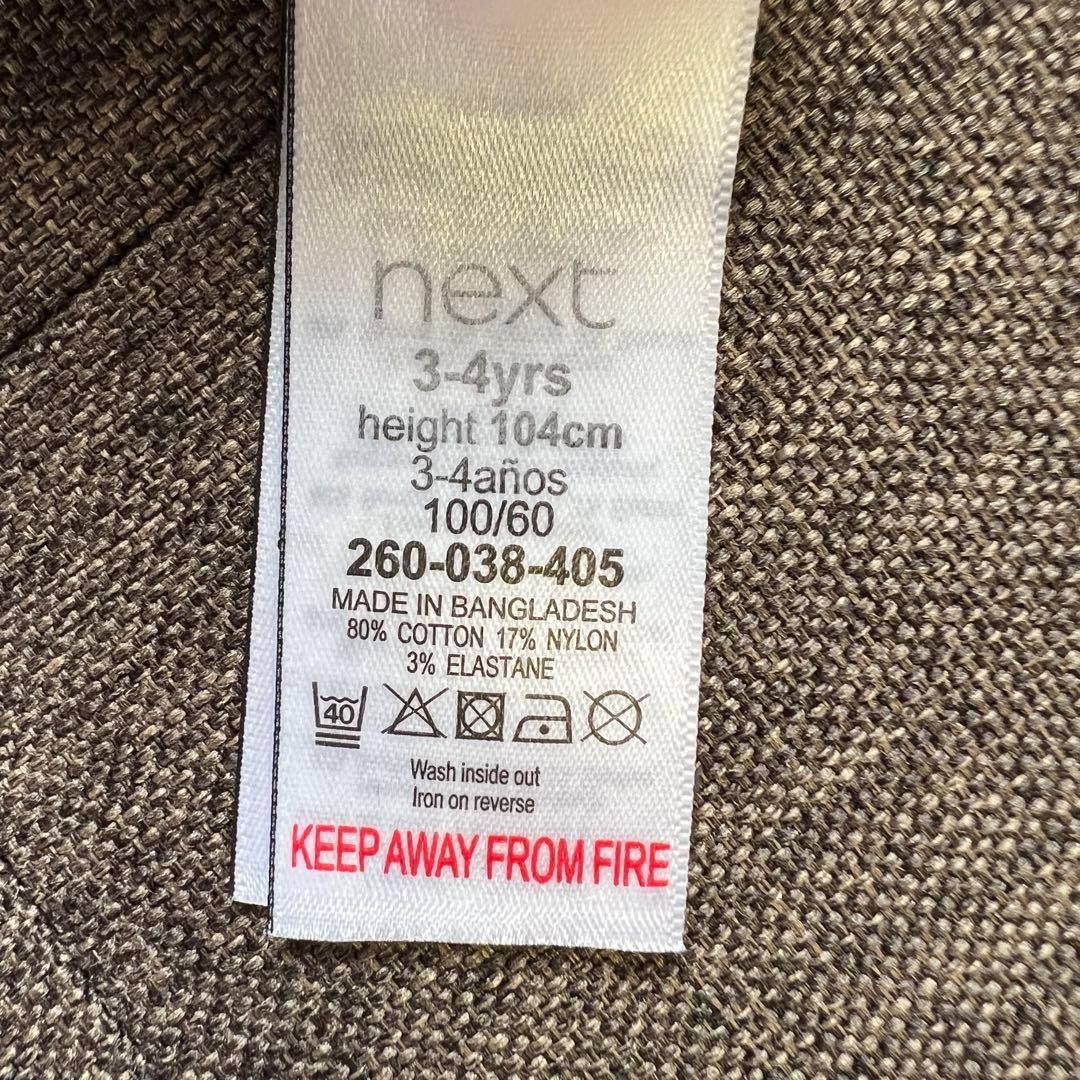 next
3-4yrs
height 104cm
3-4años
100/60
260-038-405
MADE IN BANGLADESH
80% COTTON 17% NYLON
3% ELASTANE
40
Wash inside out
Iron on reverse
KEEP AWAY FROM FIRE